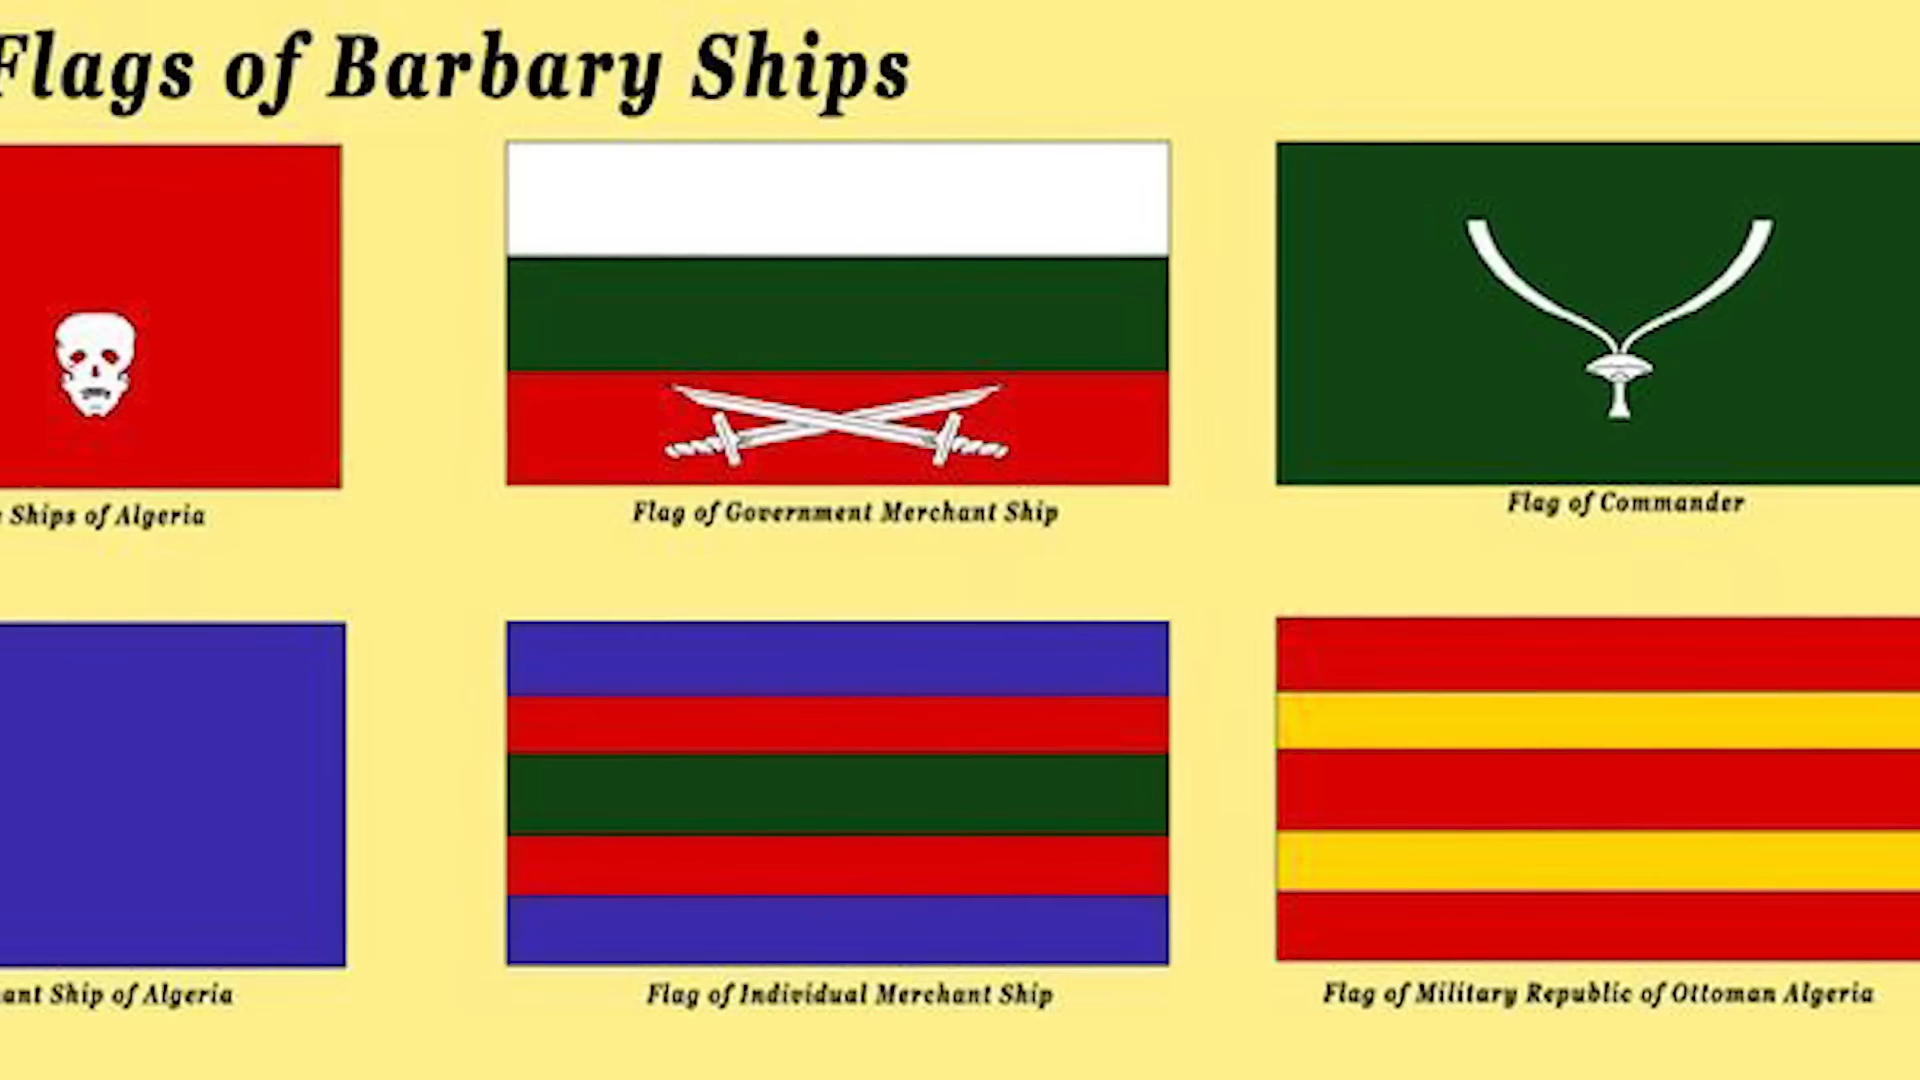 Flags of Barbary Ships
Ships of Algeria
Flag of Government Merchant Ship
Flag of Commander
Ship of Algeria
Flag of Individual Merchant Ship
Flag of Military Republic of Ottoman Algeria